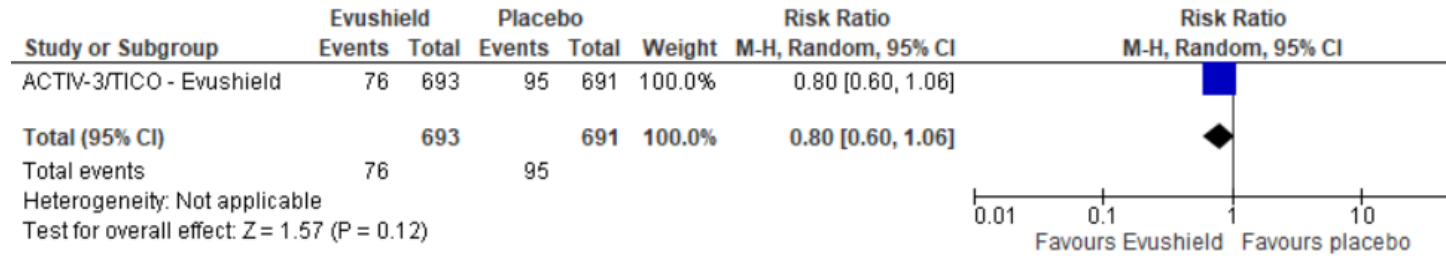 Evushield Placebo Risk Ratio Risk Ratio
Study or Subgroup Events Total Events Total Weight M-H, Random, 95% CI M-H, Random, 95% CI
ACTIV-3/TICO - Evushield 76 693 95 691 100.0% 0.80 [0.60, 1.06]
Total (95% CI) 693 691 100.0% 0.80 [0.60, 1.06]
Total events 76 95
Heterogeneity: Not applicable
Test for overall effect: Z = 1.57 (P = 0.12)
0.01 0.1 1 10
Favours Evushield Favours placebo